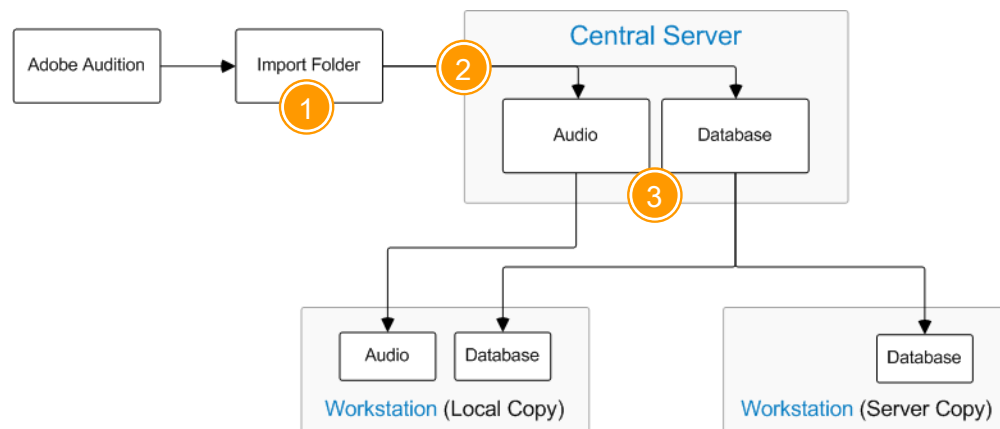 Central Server
Adobe Audition
Import Folder
1
2
Audio
Database
3
Audio
Database
Workstation (Local Copy)
Database
Workstation (Server Copy)